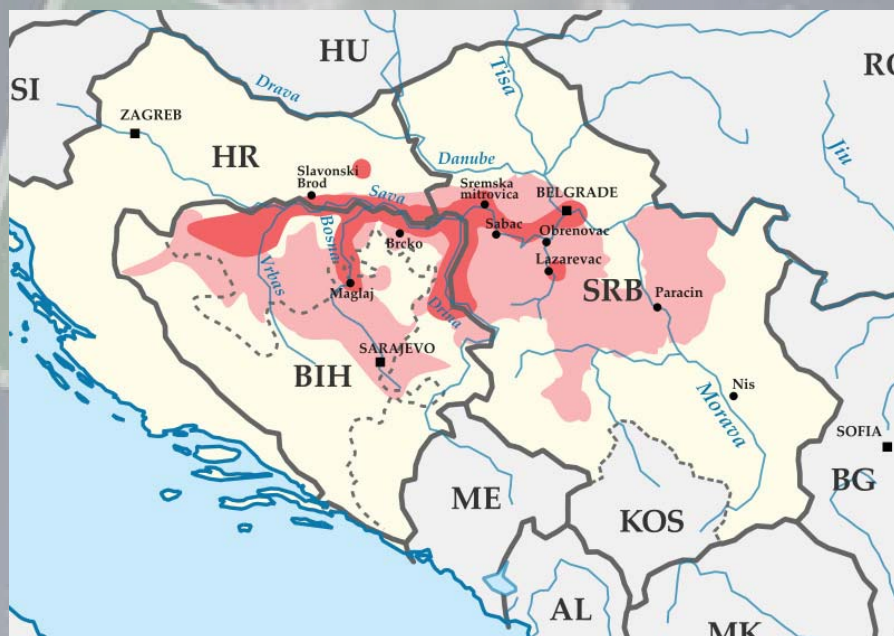 HU
RO
SI
Tisa
Drava
ZAGREB
Jiu
HR
Danube
Slavonski
Brod
Sava
Sremska
mitrovica
BELGRADE
Sabac
Obrenovac
Bosna
Brcko
Lazarevac
Vrbas
Maglaj
SRB
Paracin
Drina
SARAJEVO
BIH
Nis
Morava
SOFIA
BG
ME
KOS
AL
MK